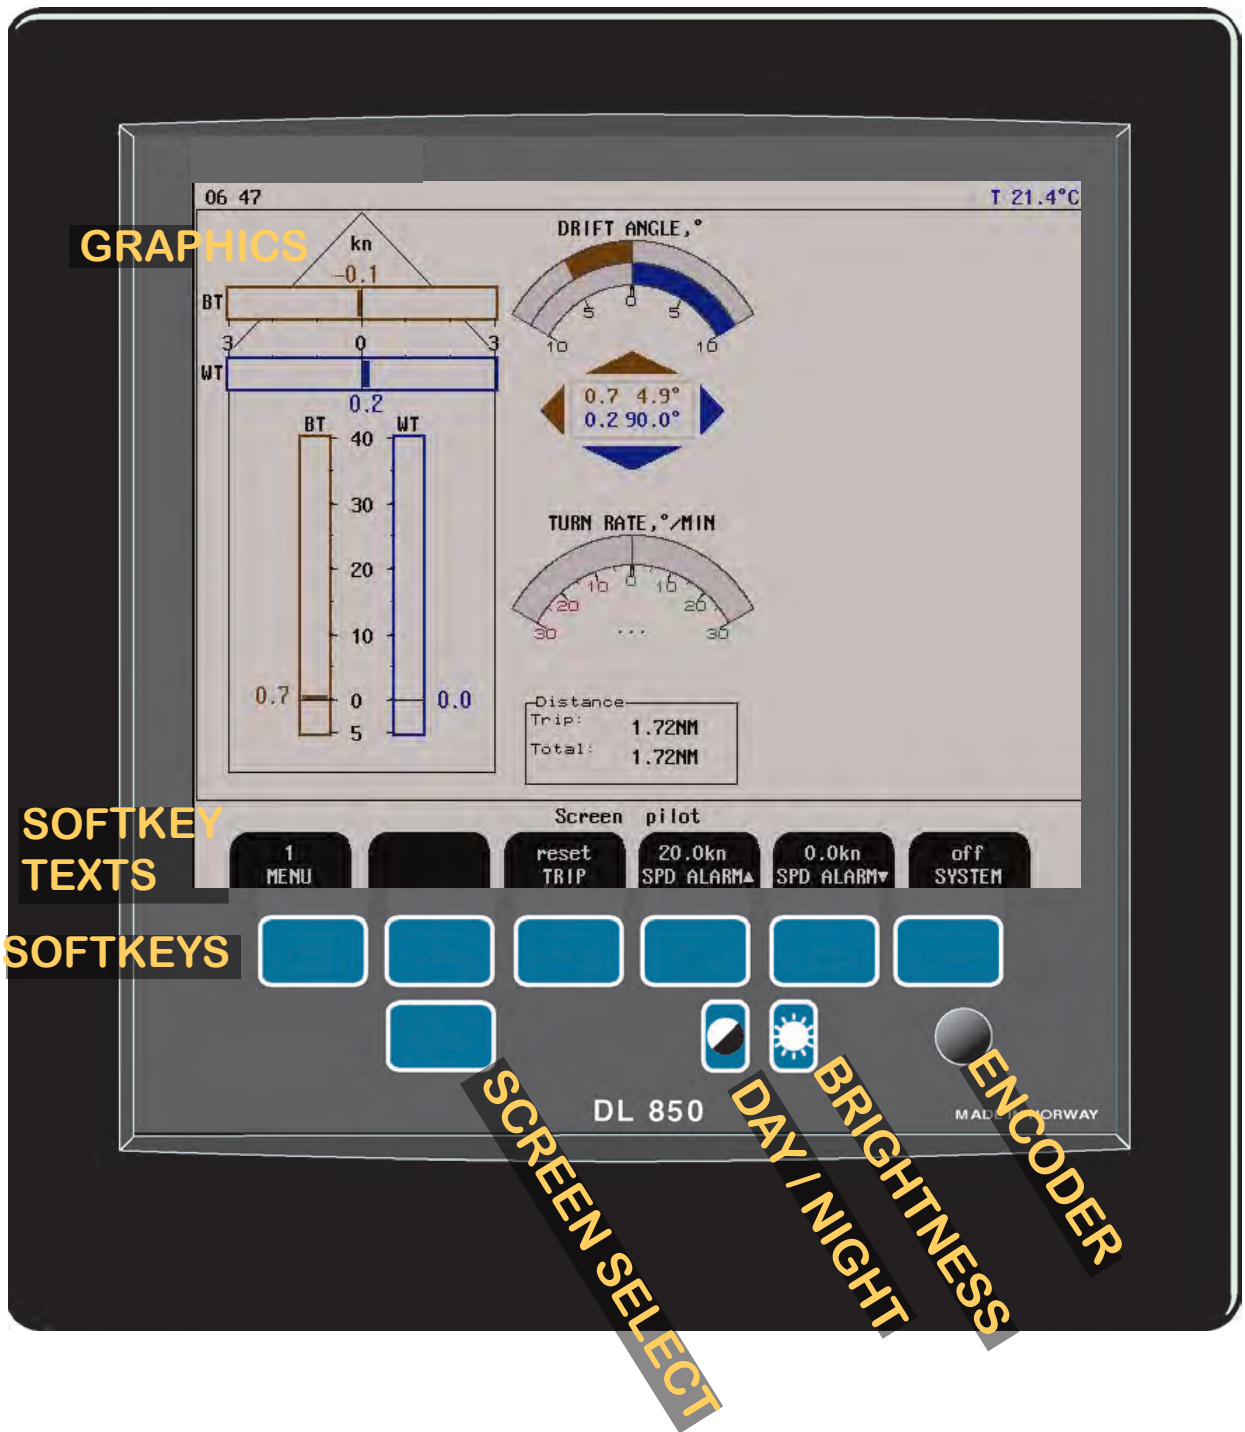 06 47
T 21.4°C
GRAPHICS
kn
-0.1
BT
3 0 3
WT
0.2
BT WT
40
30
20
10
0.7 0 0.0
5
DRIFT ANGLE,°
10 5 0 5 10
0.7 4.9°
0.2 90.0°
TURN RATE,°/MIN
30 20 10 0 10 20 30
...
Distance
Trip: 1.72NM
Total: 1.72NM
Screen pilot
SOFTKEY
TEXTS
1
MENU
reset
TRIP
20.0kn
SPD ALARM▲
0.0kn
SPD ALARM▼
off
SYSTEM
SOFTKEYS
DL 850
MADE IN NORWAY
SCREEN SELECT
DAY / NIGHT
BRIGHTNESS
ENCODER